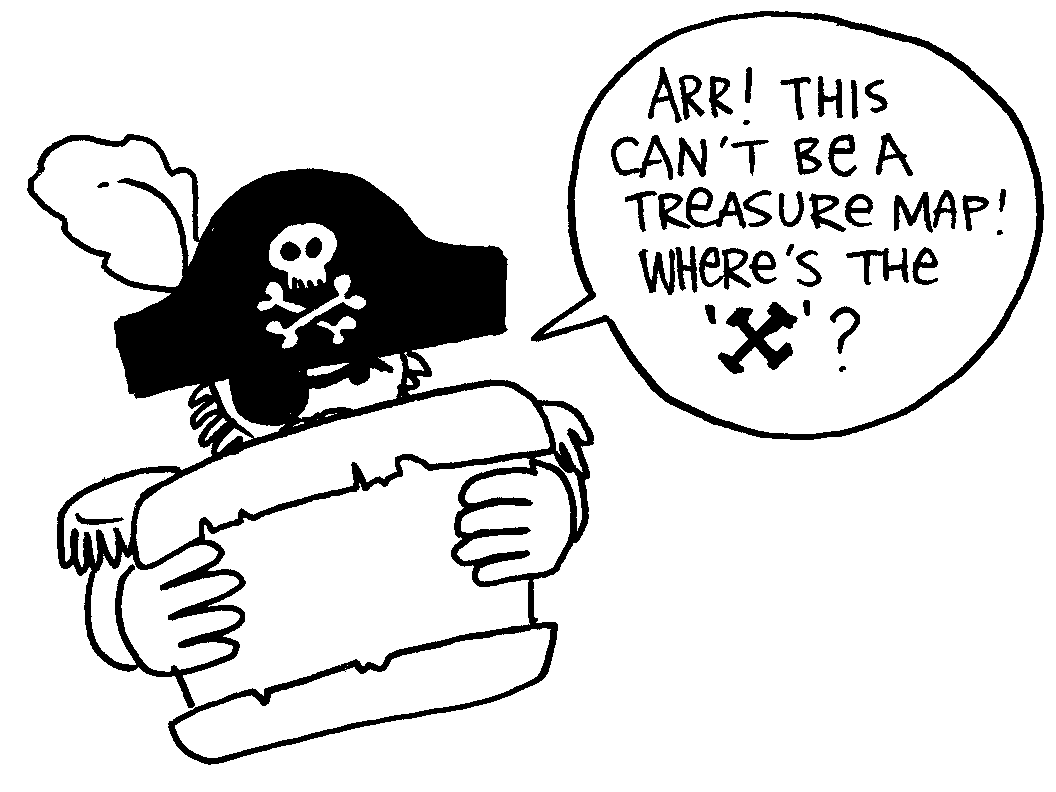 ARR! THIS
CAN'T BE A
TREASURE MAP!
WHERE'S THE
'X'?